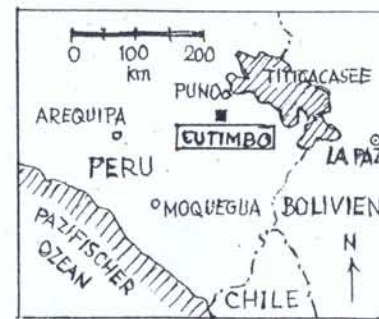 0 100 200
km
TITICACASEE
PUNO
AREQUIPA
CUTIMBO
LA PAZ
PERU
MOQUEGUA
BOLIVIEN
PAZIFISCHER
OZEAN
N
CHILE